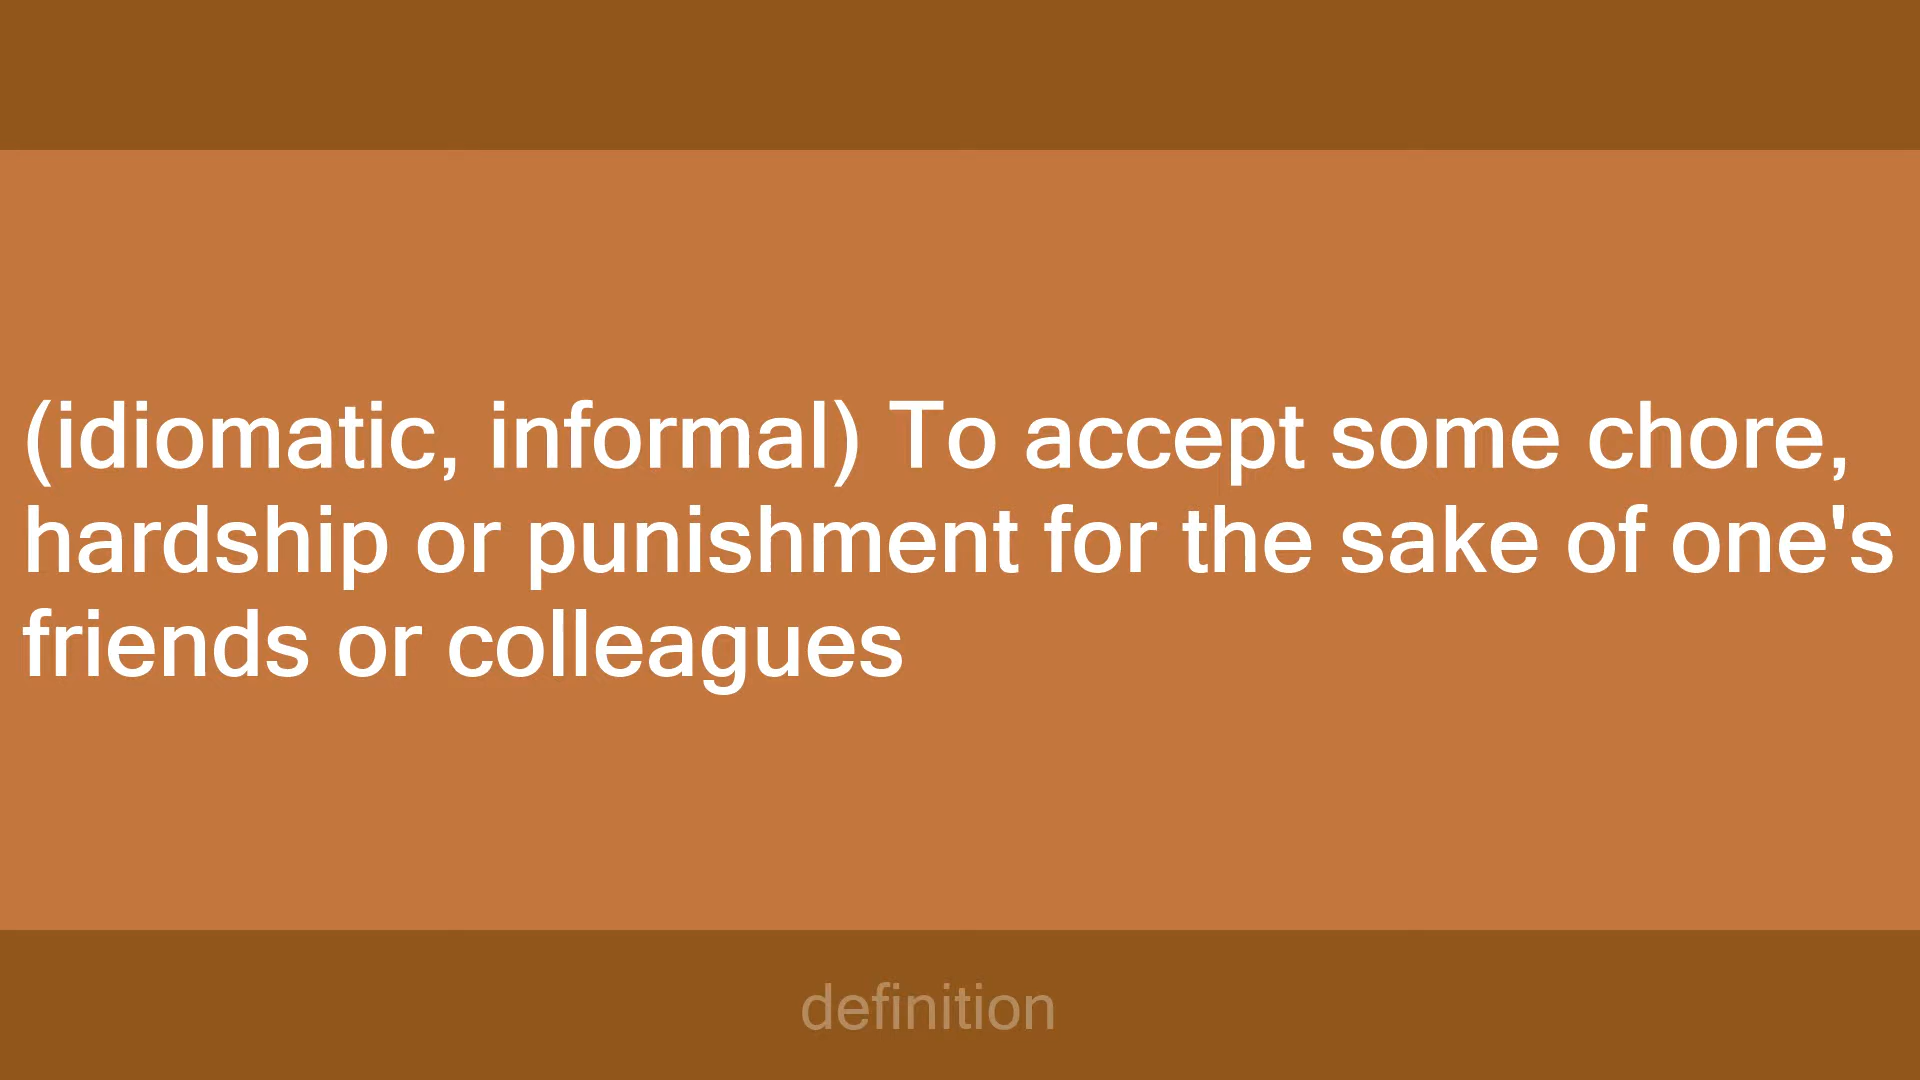 (idiomatic, informal) To accept some chore,
hardship or punishment for the sake of one's
friends or colleagues
definition